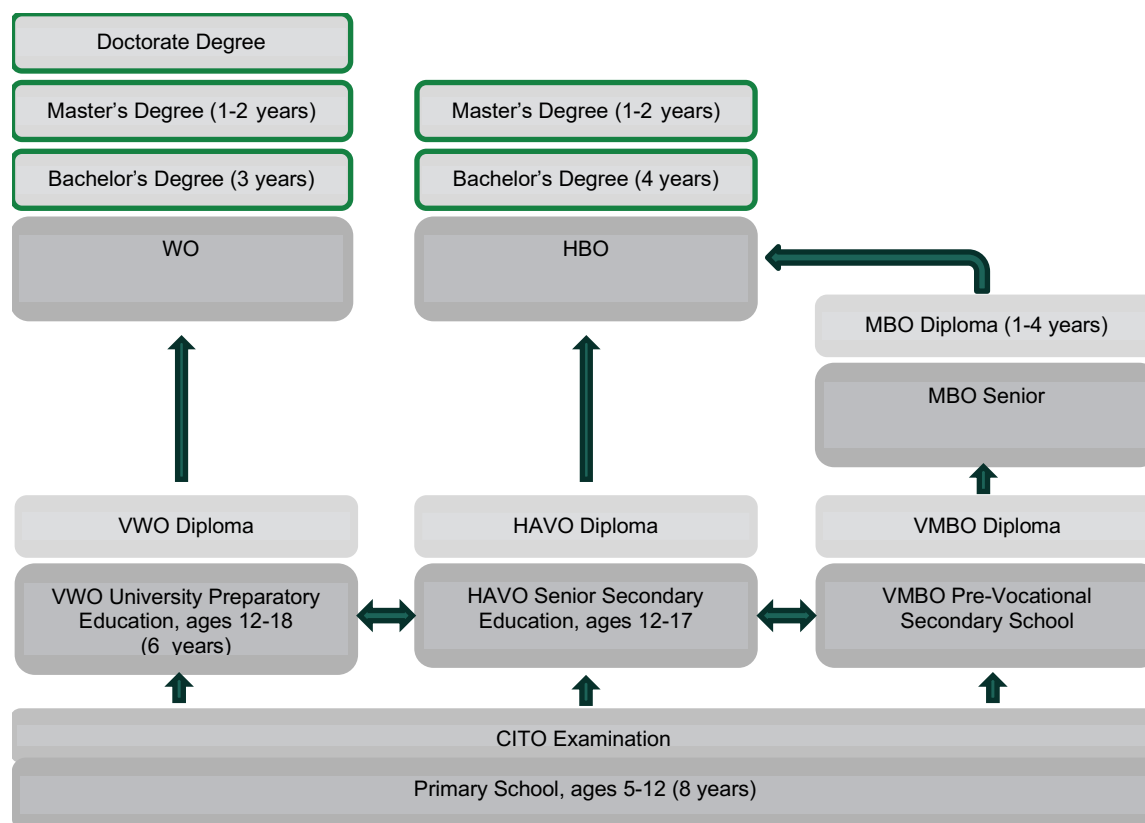 Doctorate Degree
Master's Degree (1-2 years)
Master's Degree (1-2 years)
Bachelor's Degree (3 years)
Bachelor's Degree (4 years)
WO
HBO
MBO Diploma (1-4 years)
MBO Senior
VWO Diploma
HAVO Diploma
VMBO Diploma
VWO University Preparatory
Education, ages 12-18
(6 years)
HAVO Senior Secondary
Education, ages 12-17
VMBO Pre-Vocational
Secondary School
CITO Examination
Primary School, ages 5-12 (8 years)